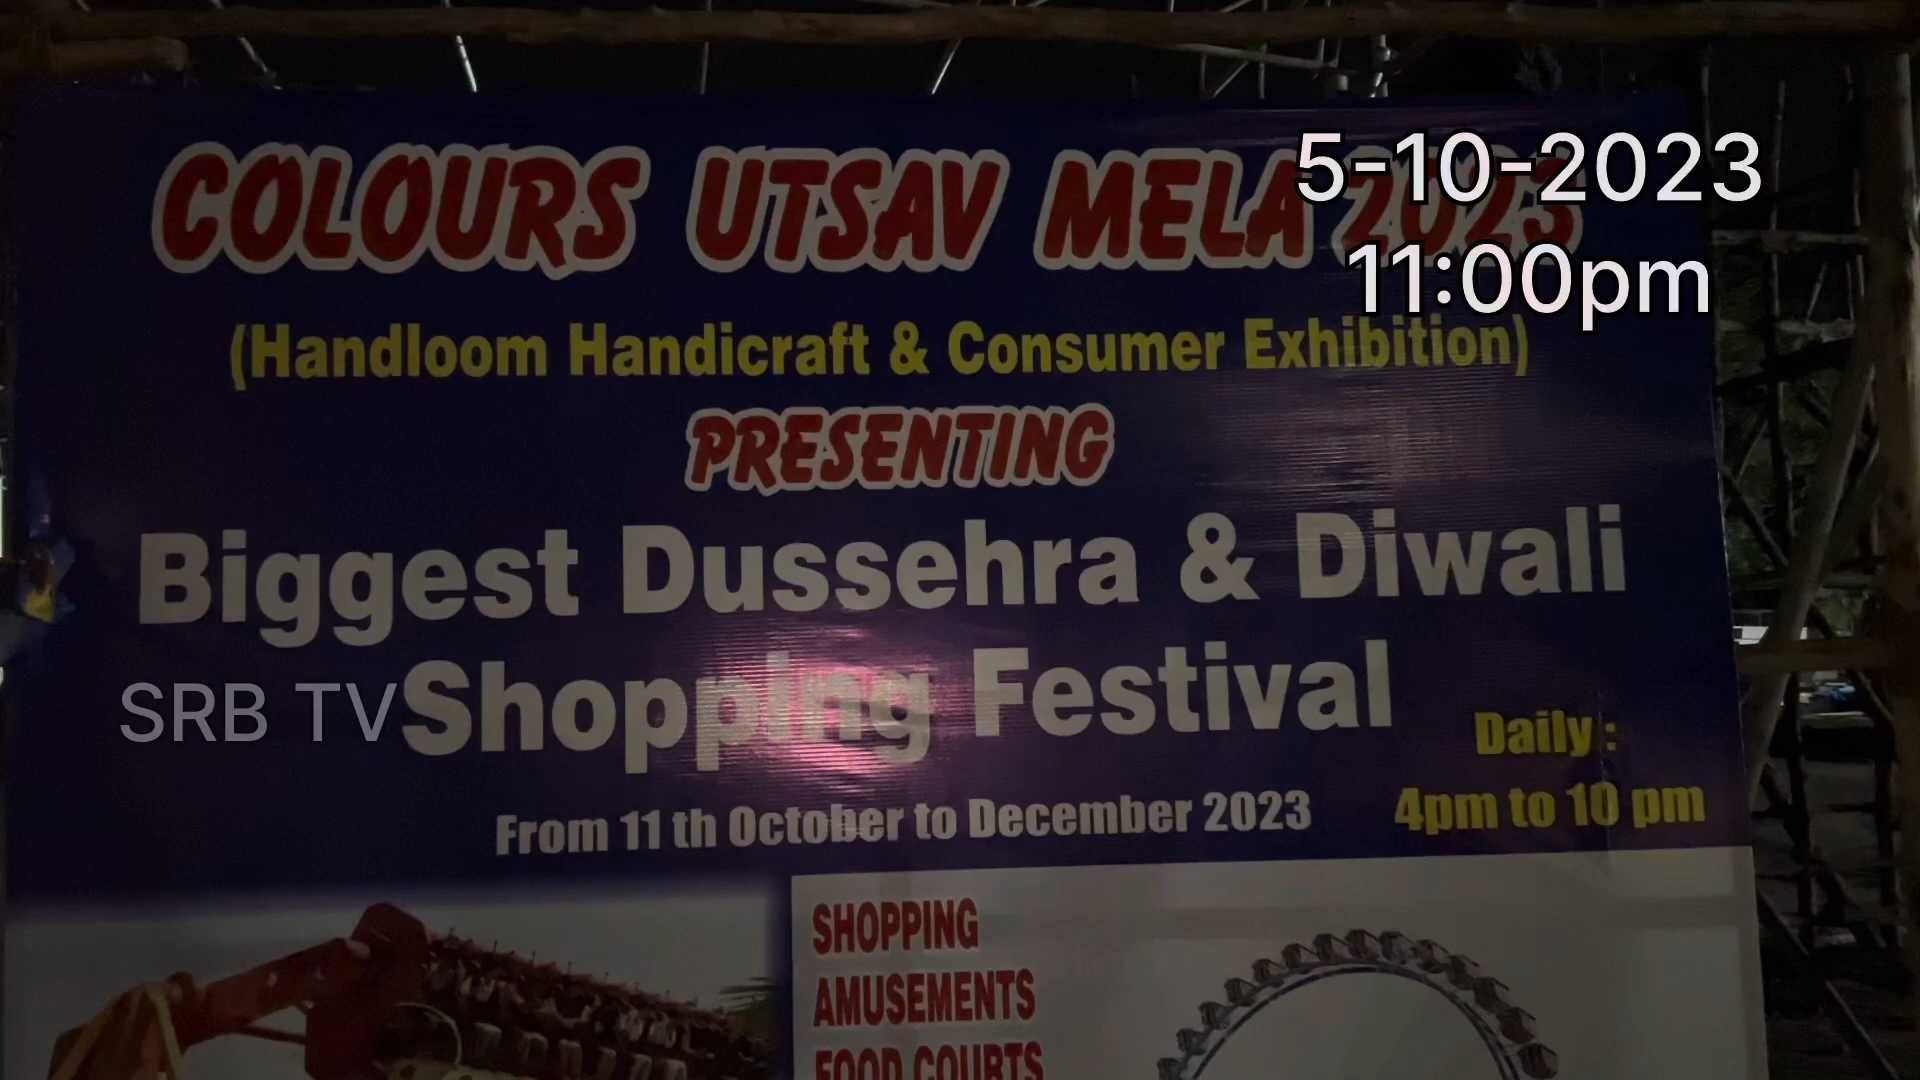 COLOURS UTSAV MELA 2023
5-10-2023
11:00pm
(Handloom Handicraft & Consumer Exhibition)
PRESENTING
Biggest Dussehra & Diwali
Shopping Festival
SRB TV
Daily :
4pm to 10 pm
From 11 th October to December 2023
SHOPPING
AMUSEMENTS
FOOD COURTS